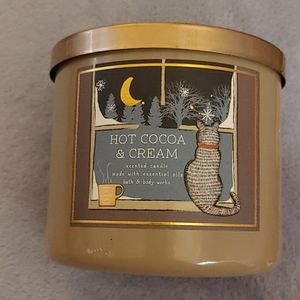 HOT COCOA
& CREAM
scented candle
made with essential oils
bath & body works